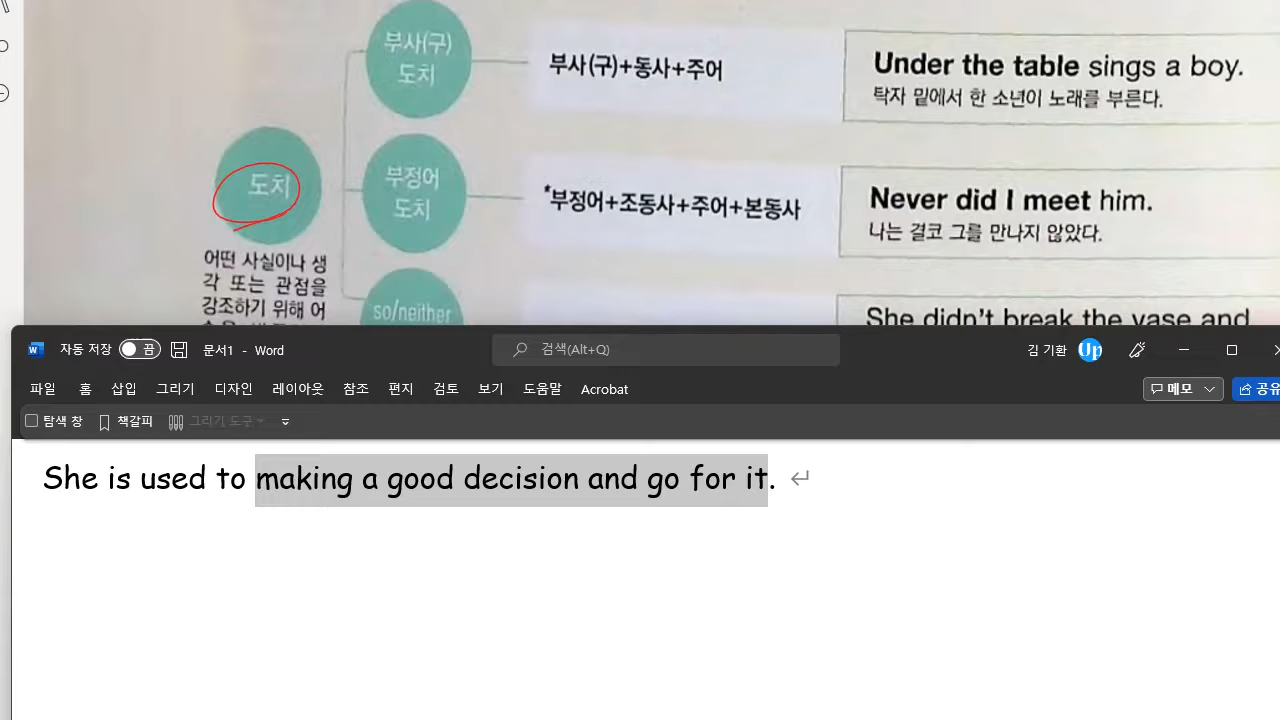 부사(구)
도치
부사(구)+동사+주어
Under the table sings a boy.
탁자 밑에서 한 소년이 노래를 부른다.
도치
부정어
도치
*부정어+조동사+주어+본동사
Never did I meet him.
나는 결코 그를 만나지 않았다.
어떤 사실이나 생
각 또는 관점을
강조하기 위해 어
so/neither
She didn't break the vase and
자동 저장 끔 문서1 - Word 검색(Alt+Q) 김 기환 Up
파일 홈 삽입 그리기 디자인 레이아웃 참조 편지 검토 보기 도움말 Acrobat 메모 공유
탐색 창 책갈피 그리기 도구
She is used to making a good decision and go for it.